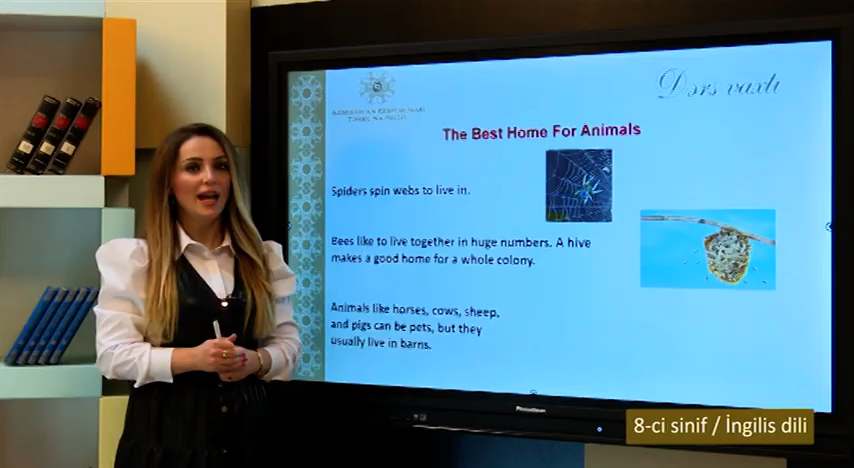 Dərs vaxtı
The Best Home For Animals
Spiders spin webs to live in.
Bees like to live together in huge numbers. A hive
makes a good home for a whole colony.
Animals like horses, cows, sheep,
and pigs can be pets, but they
usually live in barns.
8-ci sinif / İngilis dili